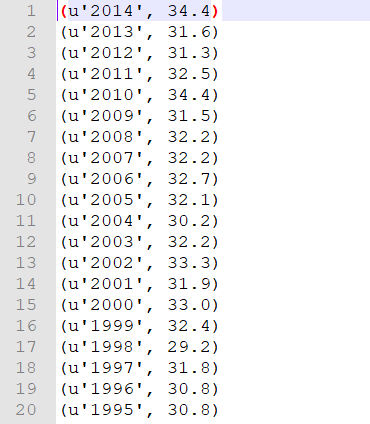 1 (u'2014', 34.4)
2 (u'2013', 31.6)
3 (u'2012', 31.3)
4 (u'2011', 32.5)
5 (u'2010', 34.4)
6 (u'2009', 31.5)
7 (u'2008', 32.2)
8 (u'2007', 32.2)
9 (u'2006', 32.7)
10 (u'2005', 32.1)
11 (u'2004', 30.2)
12 (u'2003', 32.2)
13 (u'2002', 33.3)
14 (u'2001', 31.9)
15 (u'2000', 33.0)
16 (u'1999', 32.4)
17 (u'1998', 29.2)
18 (u'1997', 31.8)
19 (u'1996', 30.8)
20 (u'1995', 30.8)